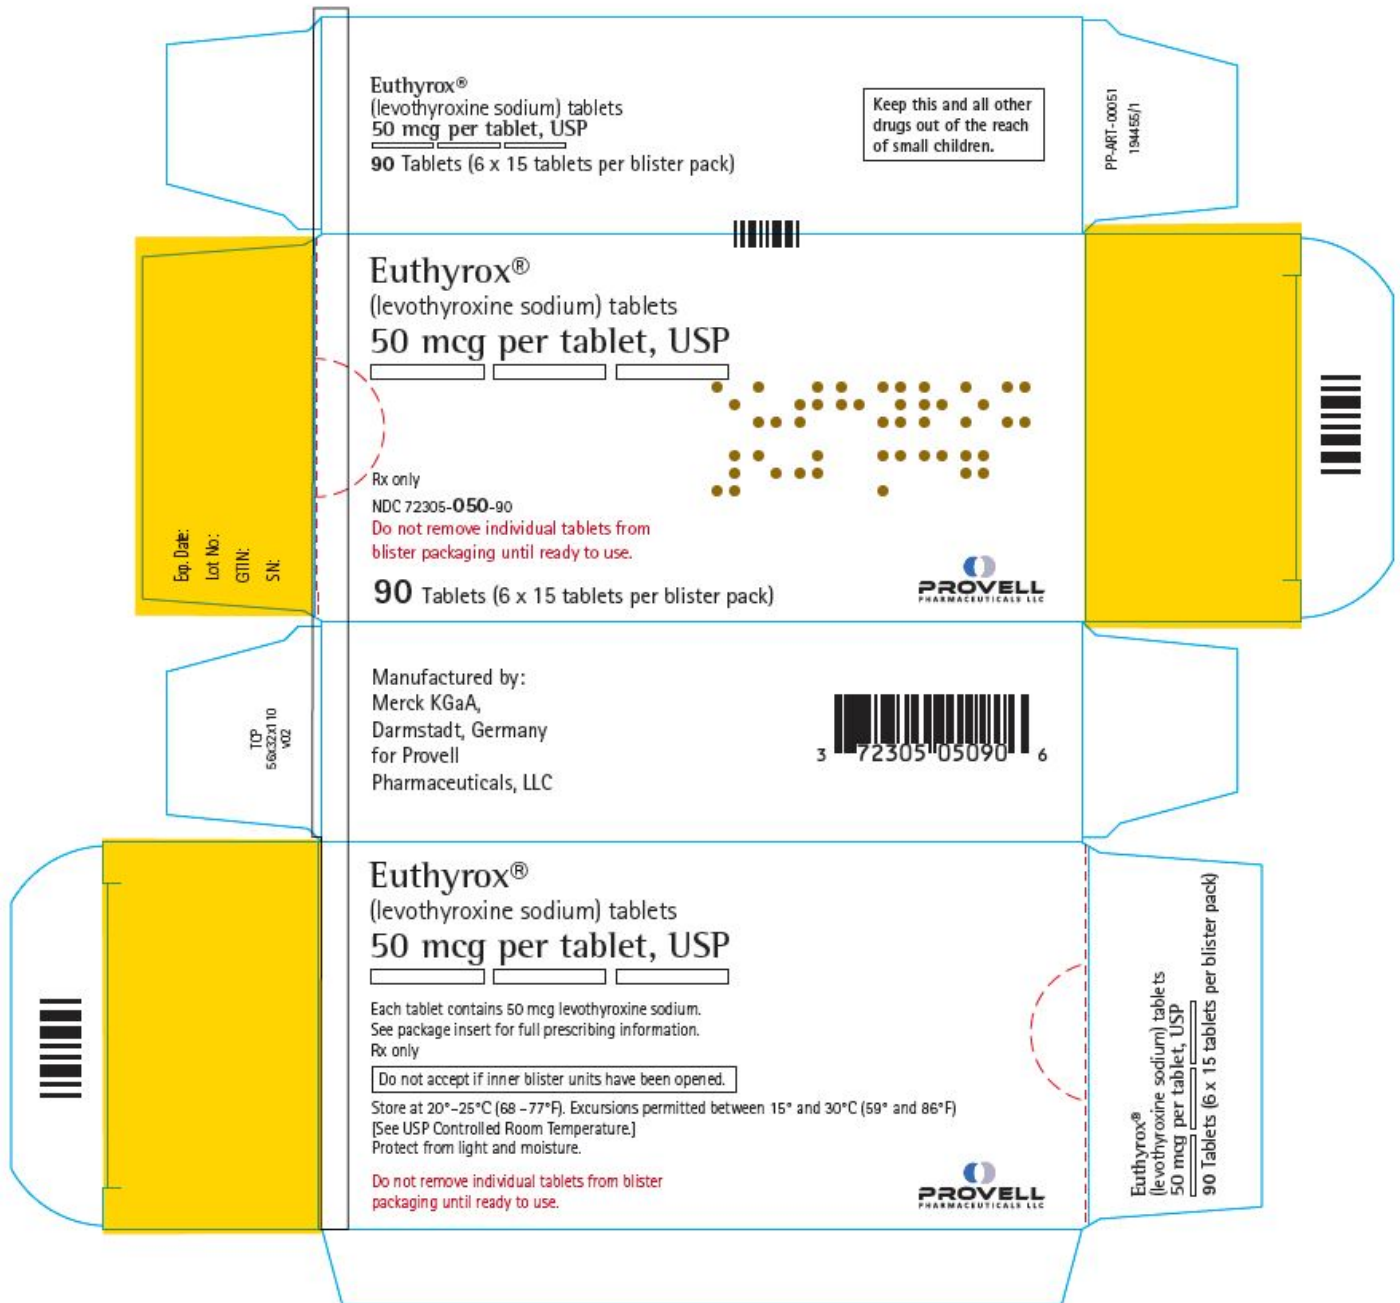 Euthyrox®
(levothyroxine sodium) tablets
50 mcg per tablet, USP
90 Tablets (6 x 15 tablets per blister pack)
Keep this and all other
drugs out of the reach
of small children.
PP-ART-00051
194455/1
Euthyrox®
(levothyroxine sodium) tablets
50 mcg per tablet, USP
Rx only
NDC 72305-050-90
Do not remove individual tablets from
blister packaging until ready to use.
90 Tablets (6 x 15 tablets per blister pack)
PROVELL
PHARMACEUTICALS LLC
Exp. Date:
Lot No:
GTIN:
SN:
TCP
56x32x110
v02
Manufactured by:
Merck KGaA,
Darmstadt, Germany
for Provell
Pharmaceuticals, LLC
3 72305 05090 6
Euthyrox®
(levothyroxine sodium) tablets
50 mcg per tablet, USP
Each tablet contains 50 mcg levothyroxine sodium.
See package insert for full prescribing information.
Rx only
Do not accept if inner blister units have been opened.
Store at 20°–25°C (68 –77°F). Excursions permitted between 15° and 30°C (59° and 86°F)
[See USP Controlled Room Temperature.]
Protect from light and moisture.
Do not remove individual tablets from blister
packaging until ready to use.
PROVELL
PHARMACEUTICALS LLC
Euthyrox®
(levothyroxine sodium) tablets
50 mcg per tablet, USP
90 Tablets (6 x 15 tablets per blister pack)